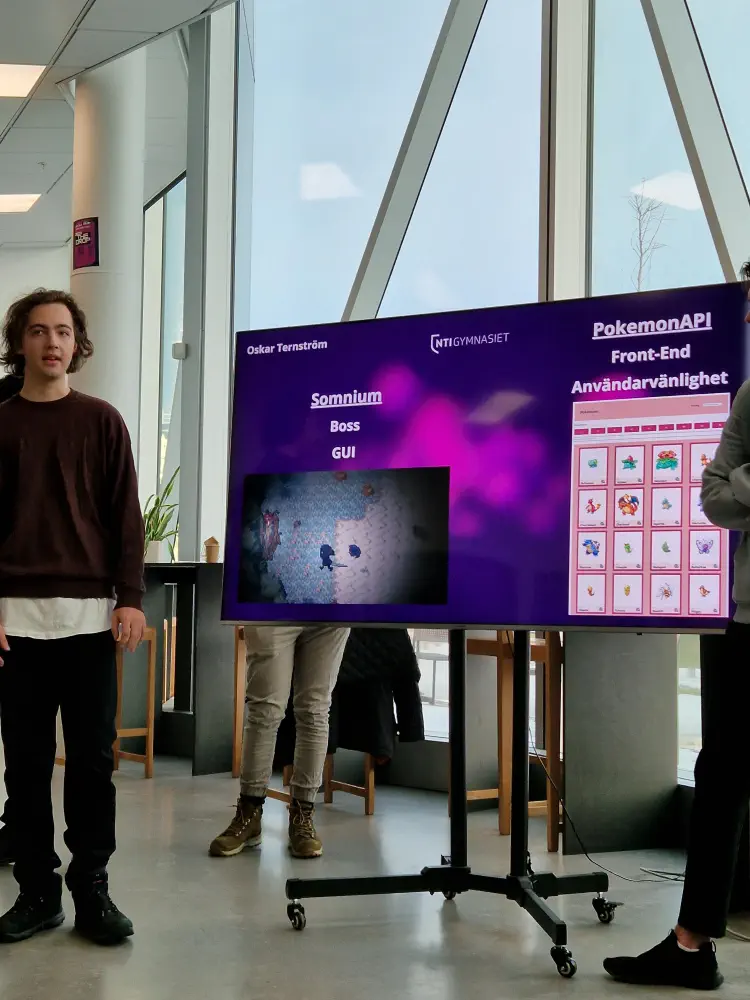 Oskar Ternström
NTI GYMNASIET
Somnium
Boss
GUI
PokemonAPI
Front-End
Användarvänlighet